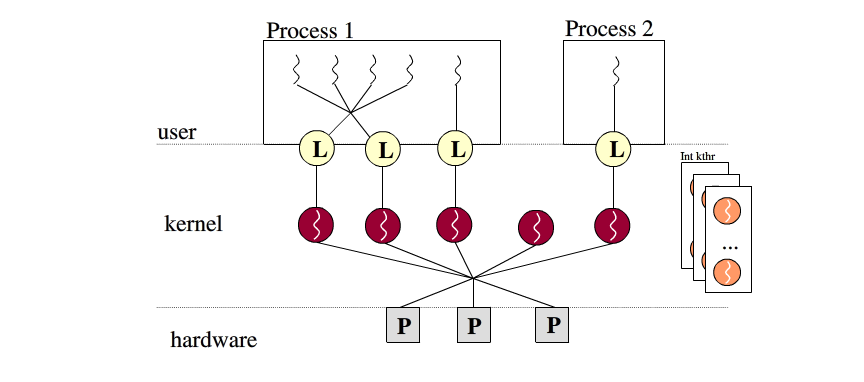 Process 1
Process 2
user
L
L
L
L
Int kthr
kernel
...
hardware
P
P
P